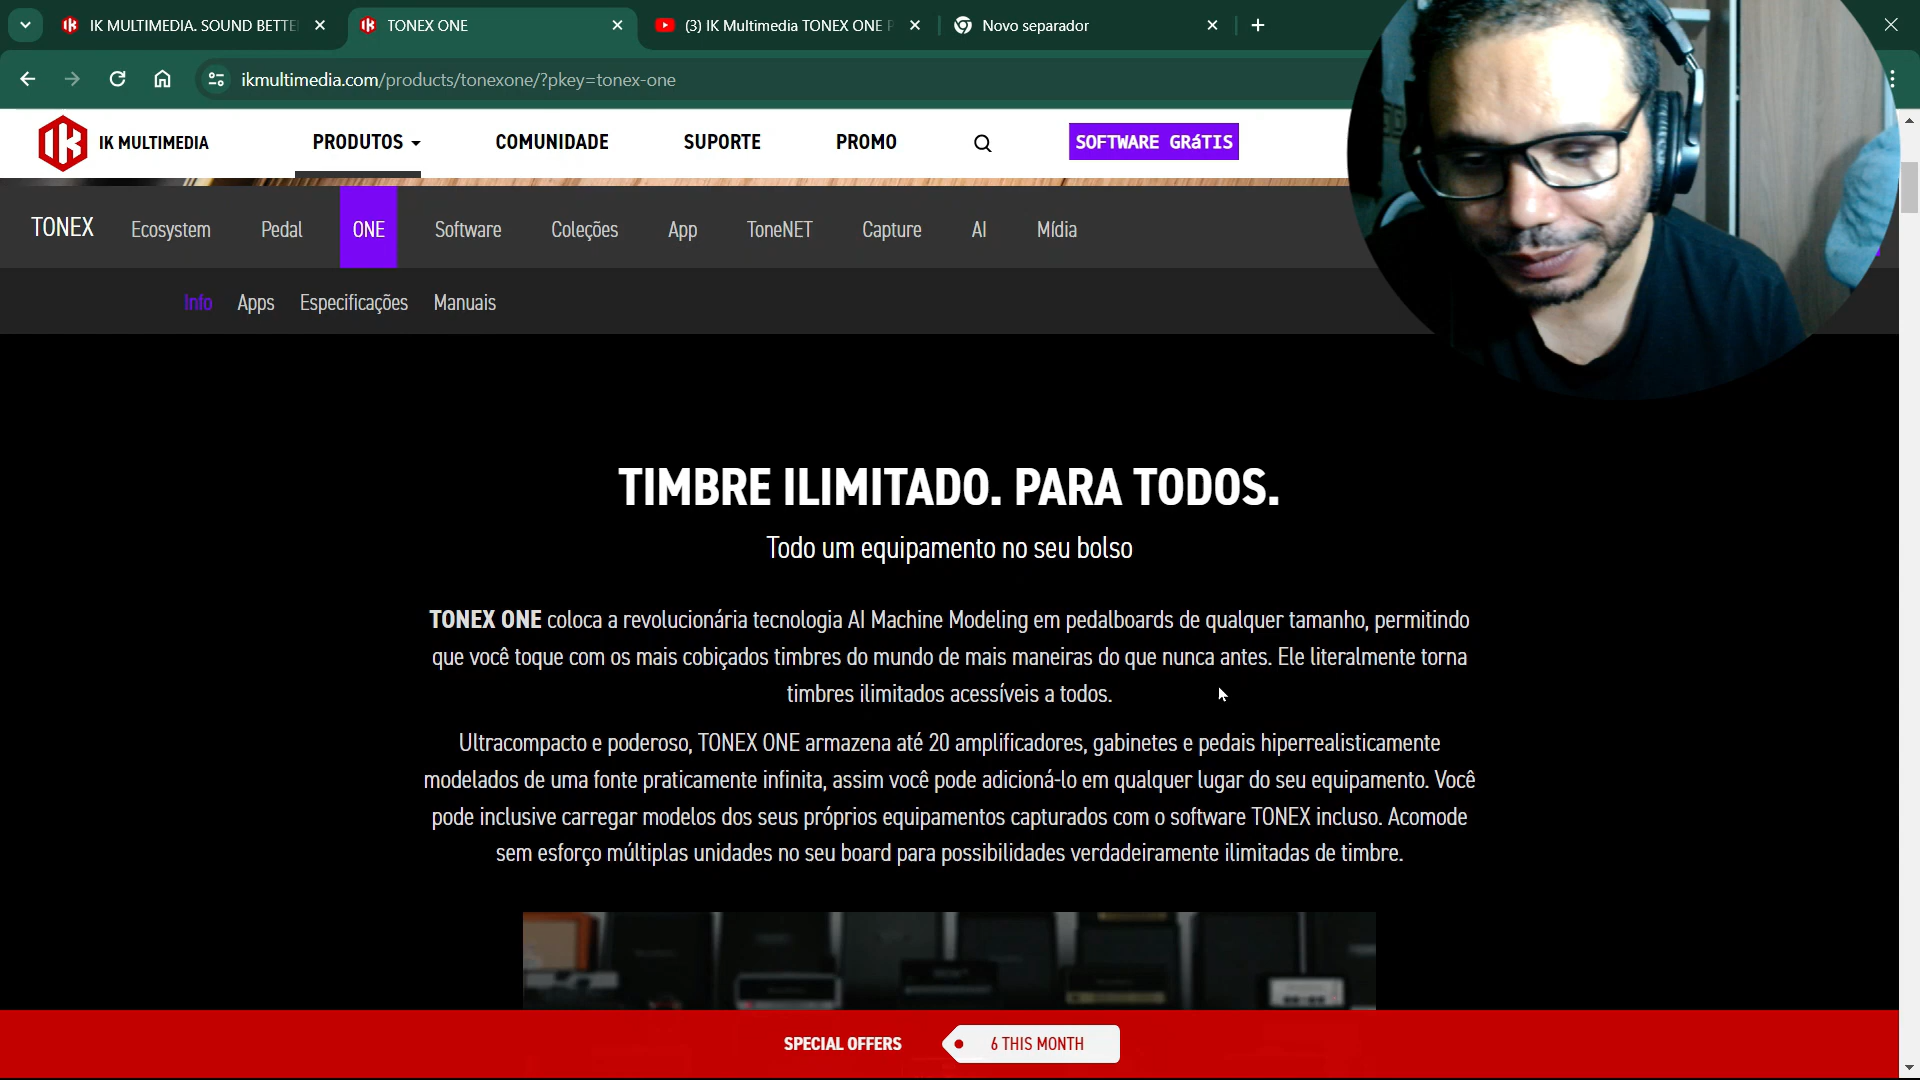 IK MULTIMEDIA. SOUND BETTE
TONEX ONE
(3) IK Multimedia TONEX ONE P
Novo separador
ikmultimedia.com/products/tonexone/?pkey=tonex-one
IK MULTIMEDIA
PRODUTOS
COMUNIDADE
SUPORTE
PROMO
SOFTWARE GRáTIS
TONEX
Ecosystem
Pedal
ONE
Software
Coleções
App
ToneNET
Capture
AI
Mídia
Info
Apps
Especificações
Manuais
TIMBRE ILIMITADO. PARA TODOS.
Todo um equipamento no seu bolso
TONEX ONE coloca a revolucionária tecnologia AI Machine Modeling em pedalboards de qualquer tamanho, permitindo
que você toque com os mais cobiçados timbres do mundo de mais maneiras do que nunca antes. Ele literalmente torna
timbres ilimitados acessíveis a todos.
Ultracompacto e poderoso, TONEX ONE armazena até 20 amplificadores, gabinetes e pedais hiperrealisticamente
modelados de uma fonte praticamente infinita, assim você pode adicioná-lo em qualquer lugar do seu equipamento. Você
pode inclusive carregar modelos dos seus próprios equipamentos capturados com o software TONEX incluso. Acomode
sem esforço múltiplas unidades no seu board para possibilidades verdadeiramente ilimitadas de timbre.
SPECIAL OFFERS
6 THIS MONTH